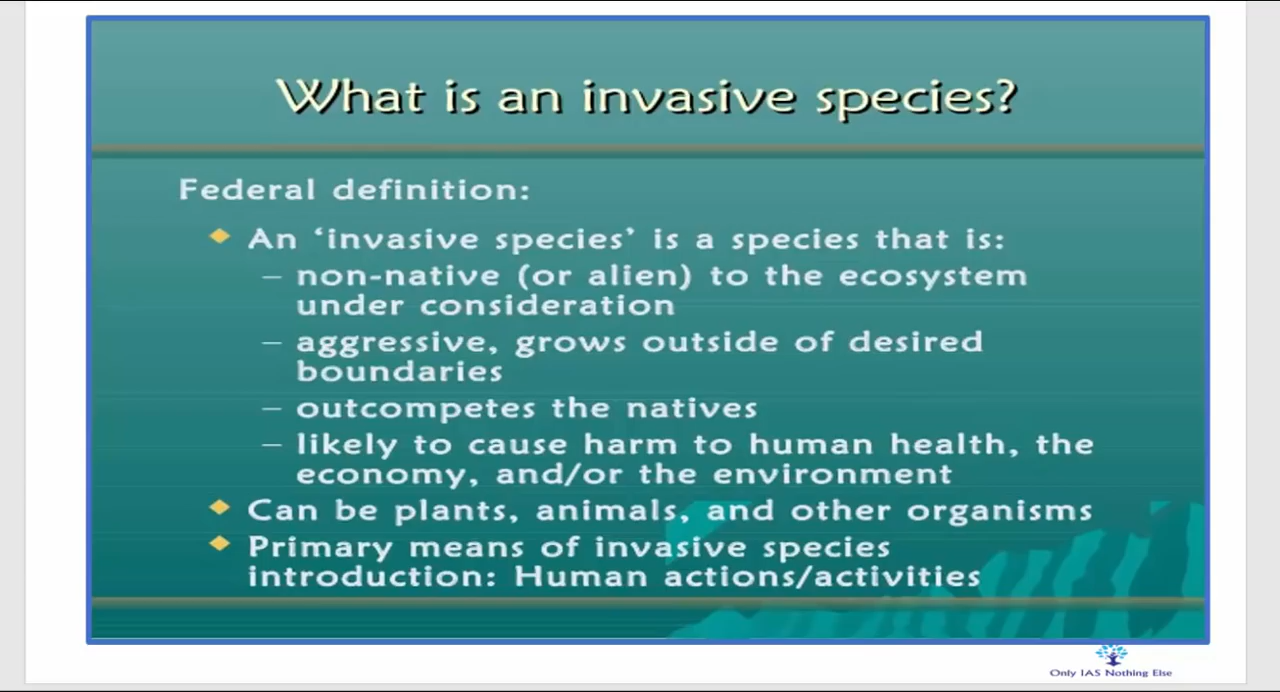 What is an invasive species?
Federal definition:
An ‘invasive species’ is a species that is:
– non-native (or alien) to the ecosystem
under consideration
– aggressive, grows outside of desired
boundaries
– outcompetes the natives
– likely to cause harm to human health, the
economy, and/or the environment
Can be plants, animals, and other organisms
Primary means of invasive species
introduction: Human actions/activities
Only IAS Nothing Else